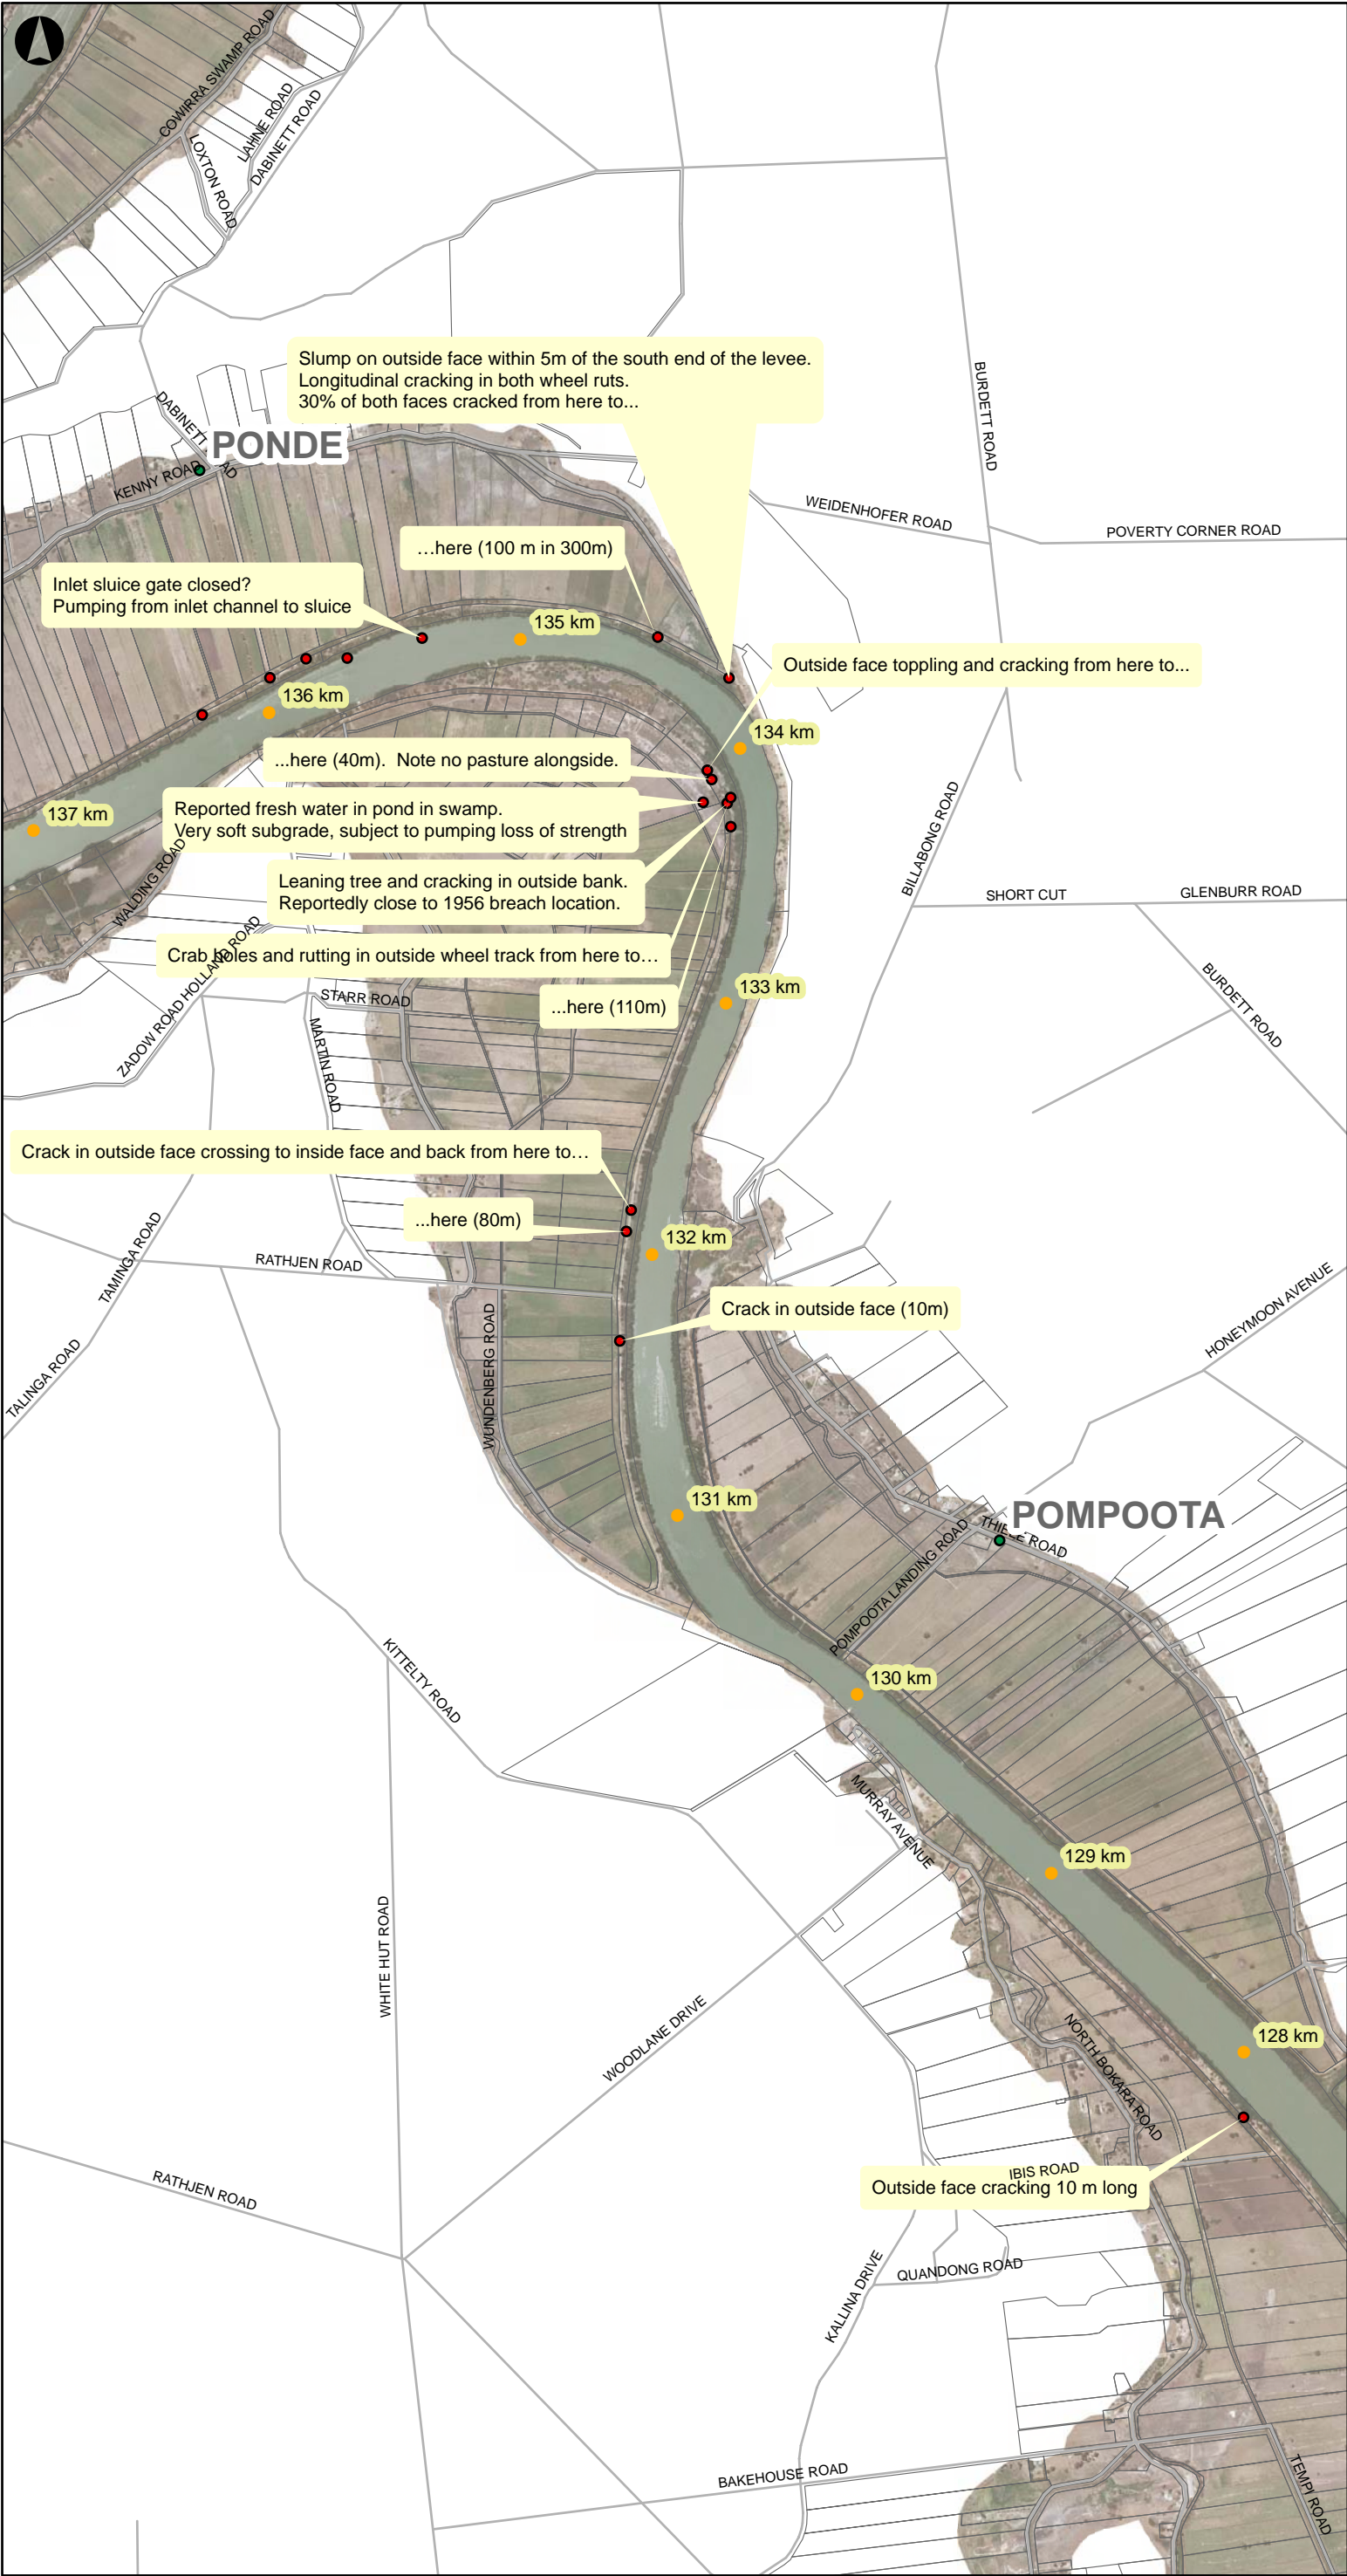 COWIRRA SWAMP ROAD
LAHNE ROAD
DABINETT ROAD
LOXTON ROAD
Slump on outside face within 5m of the south end of the levee.
Longitudinal cracking in both wheel ruts.
30% of both faces cracked from here to...
BURDETT ROAD
DABINETT ROAD
PONDE
KENNY ROAD
WEIDENHOFER ROAD
POVERTY CORNER ROAD
…here (100 m in 300m)
Inlet sluice gate closed?
Pumping from inlet channel to sluice
135 km
Outside face toppling and cracking from here to...
136 km
134 km
...here (40m).  Note no pasture alongside.
Reported fresh water in pond in swamp.
Very soft subgrade, subject to pumping loss of strength
137 km
WALDING ROAD
BILLABONG ROAD
Leaning tree and cracking in outside bank.
Reportedly close to 1956 breach location.
SHORT CUT
GLENBURR ROAD
Crab holes and rutting in outside wheel track from here to…
ZADOW ROAD HOLLAND ROAD
STARR ROAD
...here (110m)
133 km
BURDETT ROAD
MARTIN ROAD
Crack in outside face crossing to inside face and back from here to…
...here (80m)
132 km
TAMINGA ROAD
RATHJEN ROAD
Crack in outside face (10m)
HONEYMOON AVENUE
TALINGA ROAD
WUNDENBERG ROAD
131 km
POMPOOTA
THIELE ROAD
POMPOOTA LANDING ROAD
KITTELTY ROAD
130 km
MURRAY AVENUE
129 km
WHITE HUT ROAD
WOODLANE DRIVE
128 km
NORTH BOKARA ROAD
IBIS ROAD
Outside face cracking 10 m long
RATHJEN ROAD
QUANDONG ROAD
KALLINA DRIVE
BAKEHOUSE ROAD
TEMPI ROAD